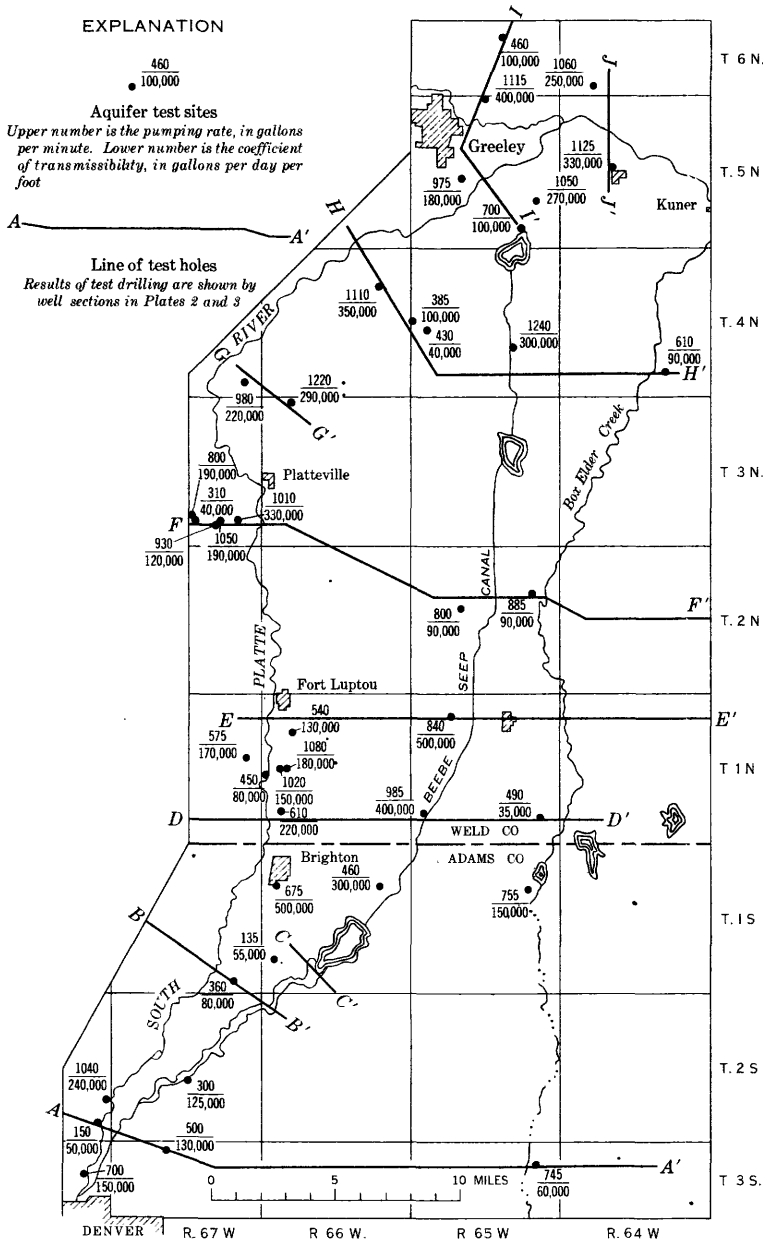 EXPLANATION
460
100,000
Aquifer test sites
Upper number is the pumping rate, in gallons
per minute. Lower number is the coefficient
of transmissibility, in gallons per day per
foot
A A'
Line of test holes
Results of test drilling are shown by
well sections in Plates 2 and 3
I
460
100,000
1060
250,000
J
T 6 N.
1115
400,000
Greeley
1125
330,000
T. 5 N
975
180,000
1050
270,000
J'
Kuner
700
100,000
I'
H
1110
350,000
385
100,000
430
40,000
1240
300,000
T. 4 N
610
90,000
H'
G
RIVER
980
220,000
1220
290,000
G'
Box Elder Creek
800
190,000
Platteville
T 3 N.
310
40,000
1010
330,000
F
930
120,000
1050
190,000
CANAL
800
90,000
885
90,000
F'
T. 2 N
PLATTE
SEEP
Fort Luptou
E
540
130,000
840
500,000
E'
575
170,000
1080
180,000
T 1 N
450
80,000
1020
150,000
BEEBE
985
400,000
490
35,000
610
220,000
D D'
WELD CO
ADAMS CO
Brighton
460
300,000
675
500,000
755
150,000
T. 1 S
B
135
55,000
C
360
80,000
C'
B'
SOUTH
1040
240,000
300
125,000
T. 2 S
A
150
50,000
500
130,000
A'
700
150,000
745
60,000
T 3 S.
0 5 10 MILES
DENVER
R. 67 W R 66 W. R 65 W R. 64 W